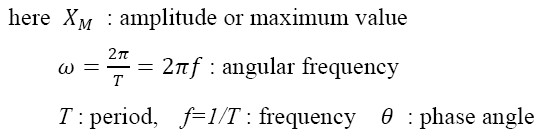 here X_M : amplitude or maximum value
ω = 2π/T = 2πf : angular frequency
T : period, f=1/T : frequency θ : phase angle